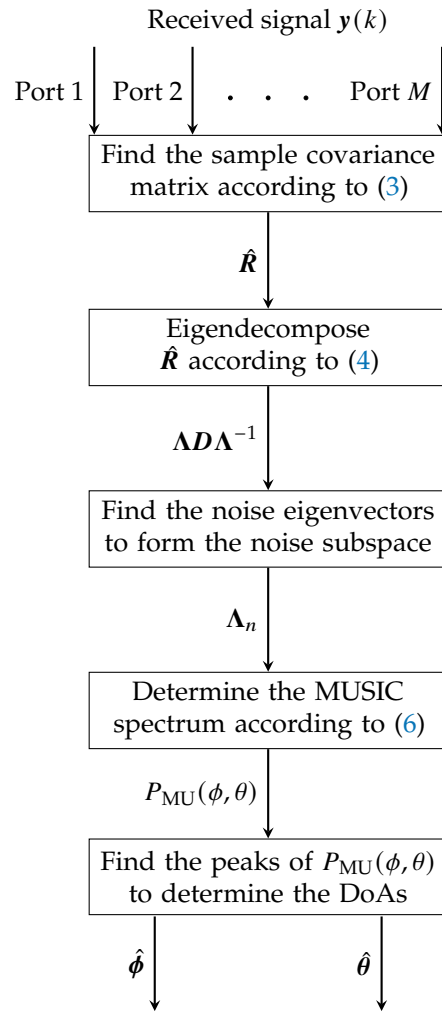 Received signal y(k)
Port 1 Port 2 . . . Port M
Find the sample covariance
matrix according to (3)
R̂
Eigendecompose
R̂ according to (4)
ΛDΛ⁻¹
Find the noise eigenvectors
to form the noise subspace
Λₙ
Determine the MUSIC
spectrum according to (6)
P_MU(ϕ, θ)
Find the peaks of P_MU(ϕ, θ)
to determine the DoAs
ϕ̂ θ̂